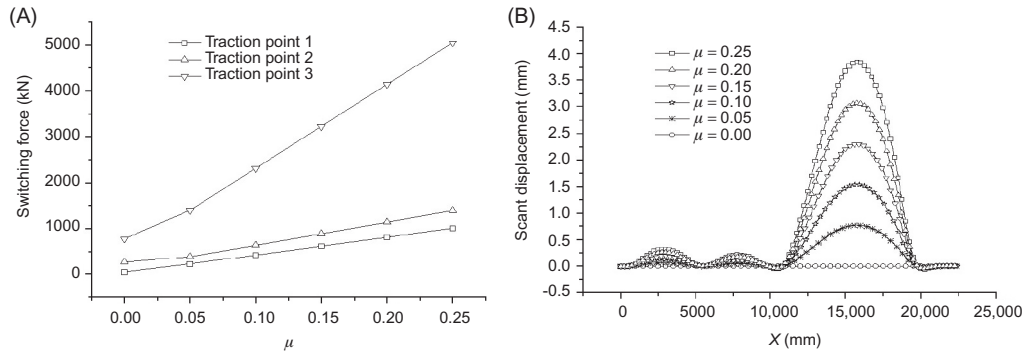 (A)
Switching force (kN)
5000
4000
3000
2000
1000
0
Traction point 1
Traction point 2
Traction point 3
0.00 0.05 0.10 0.15 0.20 0.25
μ
(B)
Scant displacement (mm)
4.5
4.0
3.5
3.0
2.5
2.0
1.5
1.0
0.5
0.0
-0.5
μ = 0.25
μ = 0.20
μ = 0.15
μ = 0.10
μ = 0.05
μ = 0.00
0 5000 10,000 15,000 20,000 25,000
X (mm)